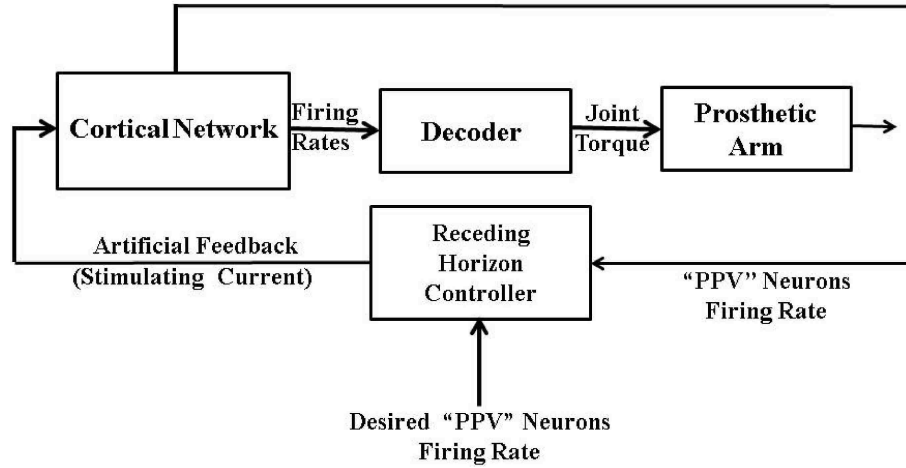 Cortical Network
Firing
Rates
Decoder
Joint
Torque
Prosthetic
Arm
Artificial Feedback
(Stimulating Current)
Receding
Horizon
Controller
“PPV” Neurons
Firing Rate
Desired “PPV” Neurons
Firing Rate